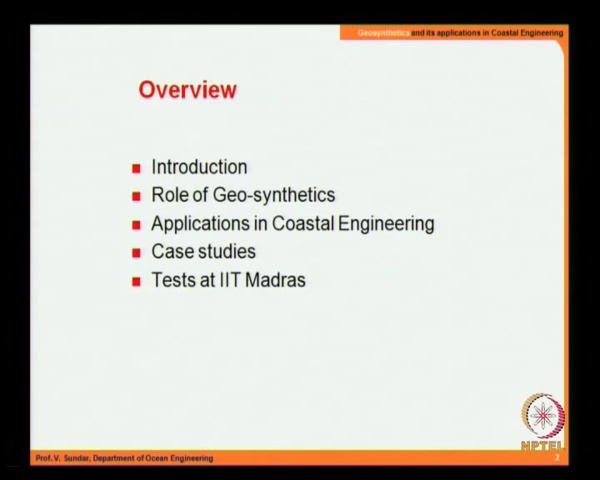 Geosynthetics and its applications in Coastal Engineering
Overview
Introduction
Role of Geo-synthetics
Applications in Coastal Engineering
Case studies
Tests at IIT Madras
NPTEL
Prof. V. Sundar, Department of Ocean Engineering
2